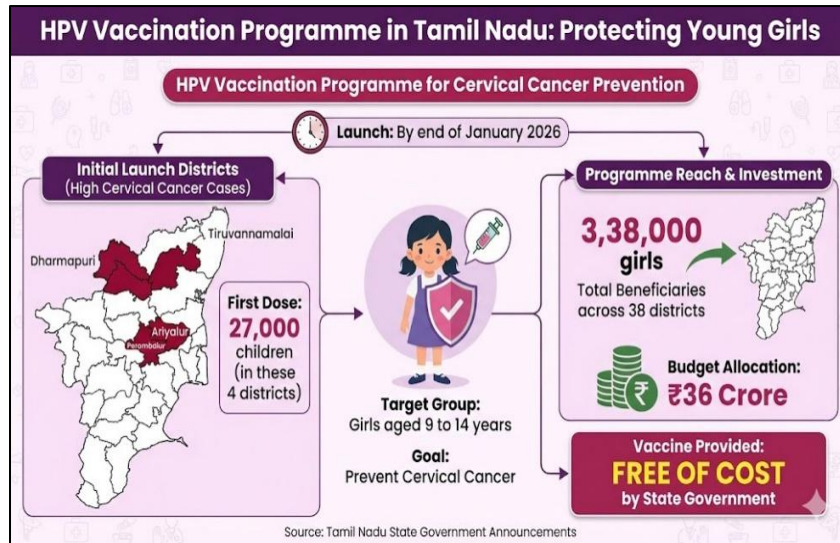 HPV Vaccination Programme in Tamil Nadu: Protecting Young Girls
HPV Vaccination Programme for Cervical Cancer Prevention
Launch: By end of January 2026
Initial Launch Districts
(High Cervical Cancer Cases)
Tiruvannamalai
Dharmapuri
Ariyalur
Perambalur
First Dose:
27,000
children
(in these
4 districts)
Target Group:
Girls aged 9 to 14 years
Goal:
Prevent Cervical Cancer
Programme Reach & Investment
3,38,000
girls
Total Beneficiaries
across 38 districts
₹
Budget Allocation:
₹36 Crore
Vaccine Provided:
FREE OF COST
by State Government
Source: Tamil Nadu State Government Announcements